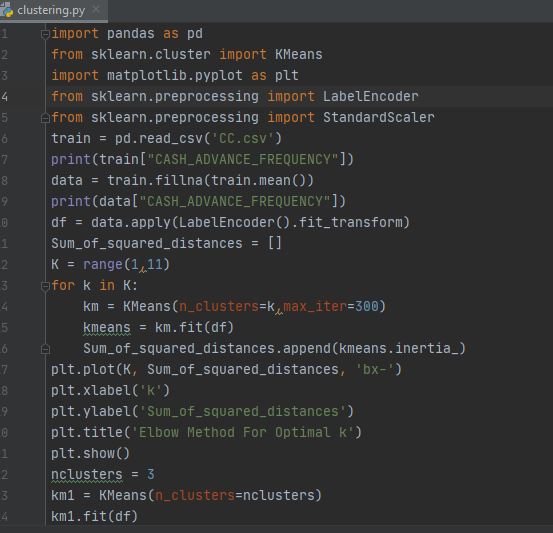 clustering.py
1 import pandas as pd
2 from sklearn.cluster import KMeans
3 import matplotlib.pyplot as plt
4 from sklearn.preprocessing import LabelEncoder
5 from sklearn.preprocessing import StandardScaler
6 train = pd.read_csv('CC.csv')
7 print(train["CASH_ADVANCE_FREQUENCY"])
8 data = train.fillna(train.mean())
9 print(data["CASH_ADVANCE_FREQUENCY"])
0 df = data.apply(LabelEncoder().fit_transform)
1 Sum_of_squared_distances = []
2 K = range(1,11)
3 for k in K:
4     km = KMeans(n_clusters=k,max_iter=300)
5     kmeans = km.fit(df)
6     Sum_of_squared_distances.append(kmeans.inertia_)
7 plt.plot(K, Sum_of_squared_distances, 'bx-')
8 plt.xlabel('k')
9 plt.ylabel('Sum_of_squared_distances')
0 plt.title('Elbow Method For Optimal k')
1 plt.show()
2 nclusters = 3
3 km1 = KMeans(n_clusters=nclusters)
4 km1.fit(df)